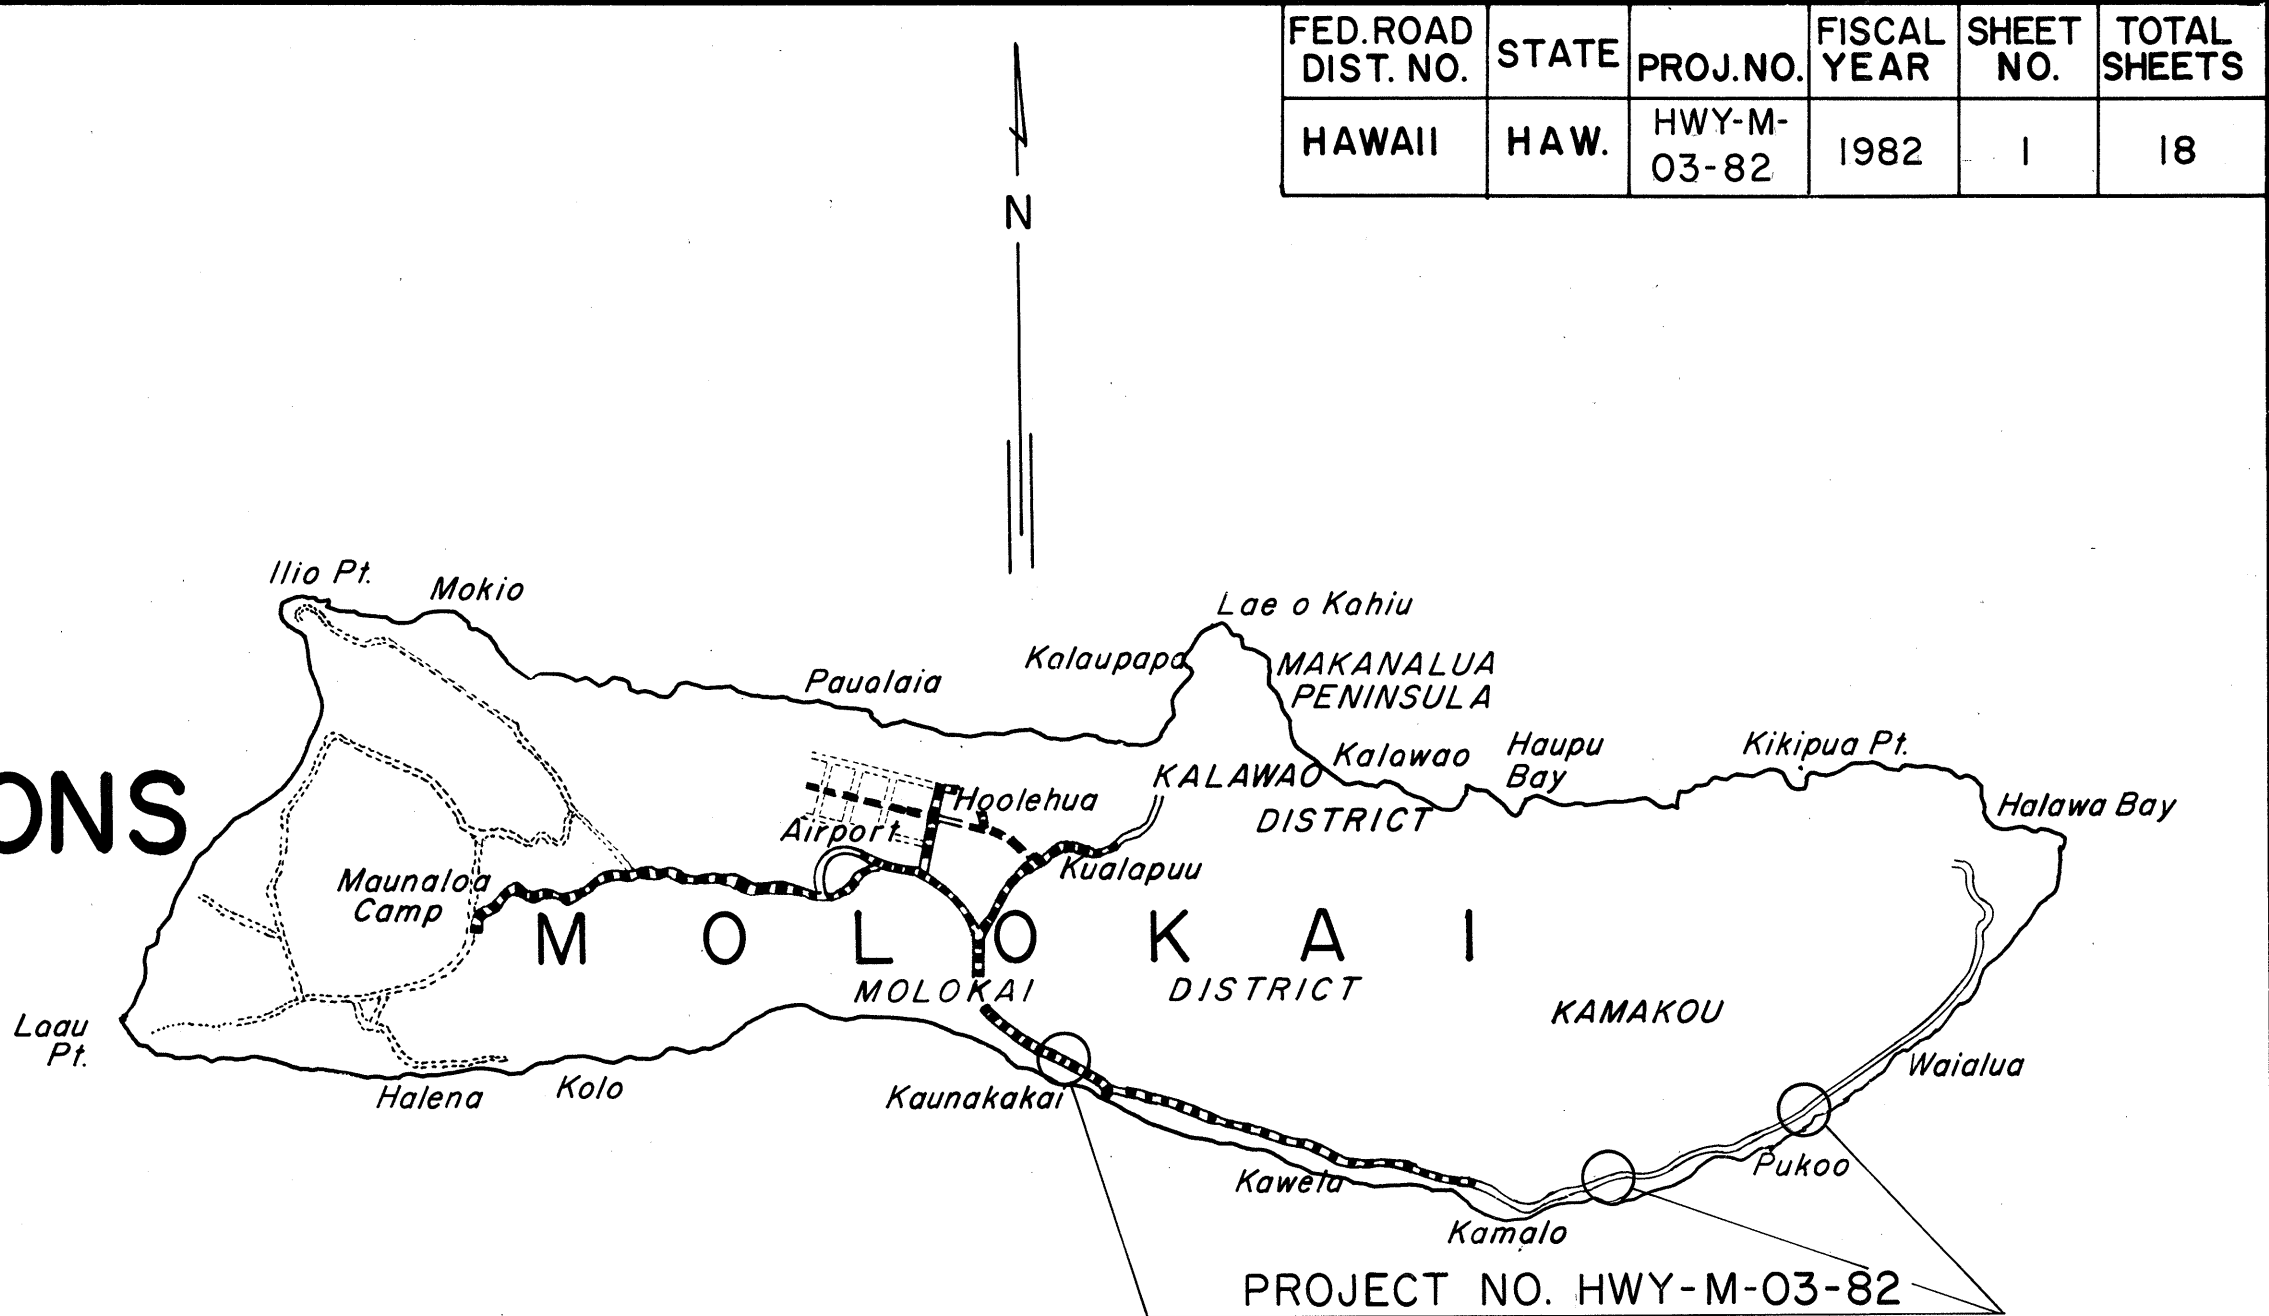 FED.ROAD DIST. NO.
STATE
PROJ.NO.
FISCAL YEAR
SHEET NO.
TOTAL SHEETS
HAWAII
HAW.
HWY-M-03-82
1982
1
18
N
Ilio Pt.
Mokio
Lae o Kahiu
Kalaupapa
MAKANALUA
PENINSULA
Paualaia
Kalawao
Haupu
Bay
Kikipua Pt.
KALAWAO
DISTRICT
Halawa Bay
ONS
Hoolehua
Airport
Kualapuu
Maunaloa
Camp
MOLOKAI
MOLOKAI DISTRICT
KAMAKOU
Laau
Pt.
Halena
Kolo
Kaunakakai
Waialua
Kawela
Pukoo
Kamalo
PROJECT NO. HWY-M-03-82